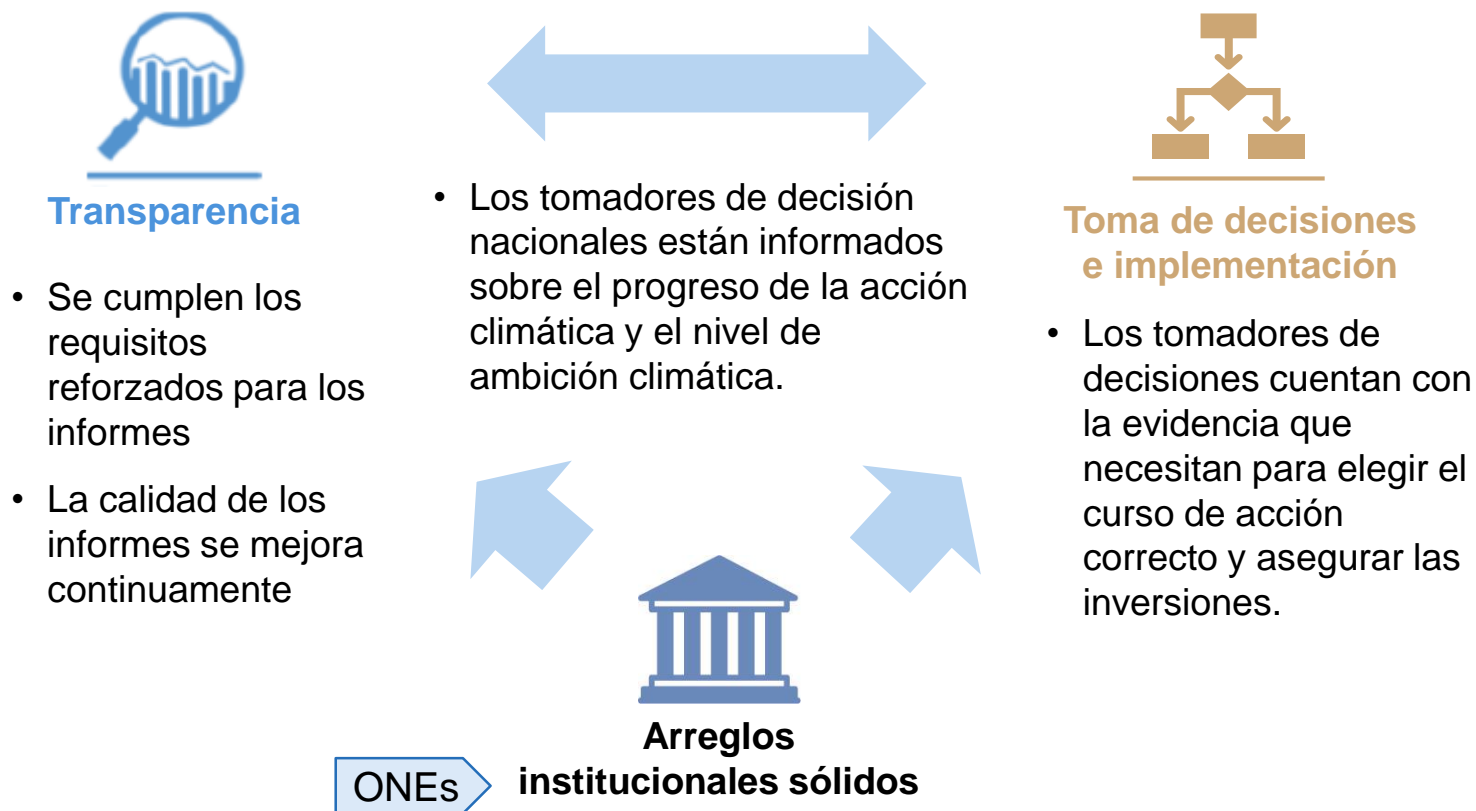 Transparencia
• Se cumplen los
requisitos
reforzados para los
informes
• La calidad de los
informes se mejora
continuamente
• Los tomadores de decisión
nacionales están informados
sobre el progreso de la acción
climática y el nivel de
ambición climática.
Toma de decisiones
e implementación
• Los tomadores de
decisiones cuentan con
la evidencia que
necesitan para elegir el
curso de acción
correcto y asegurar las
inversiones.
Arreglos
institucionales sólidos
ONEs